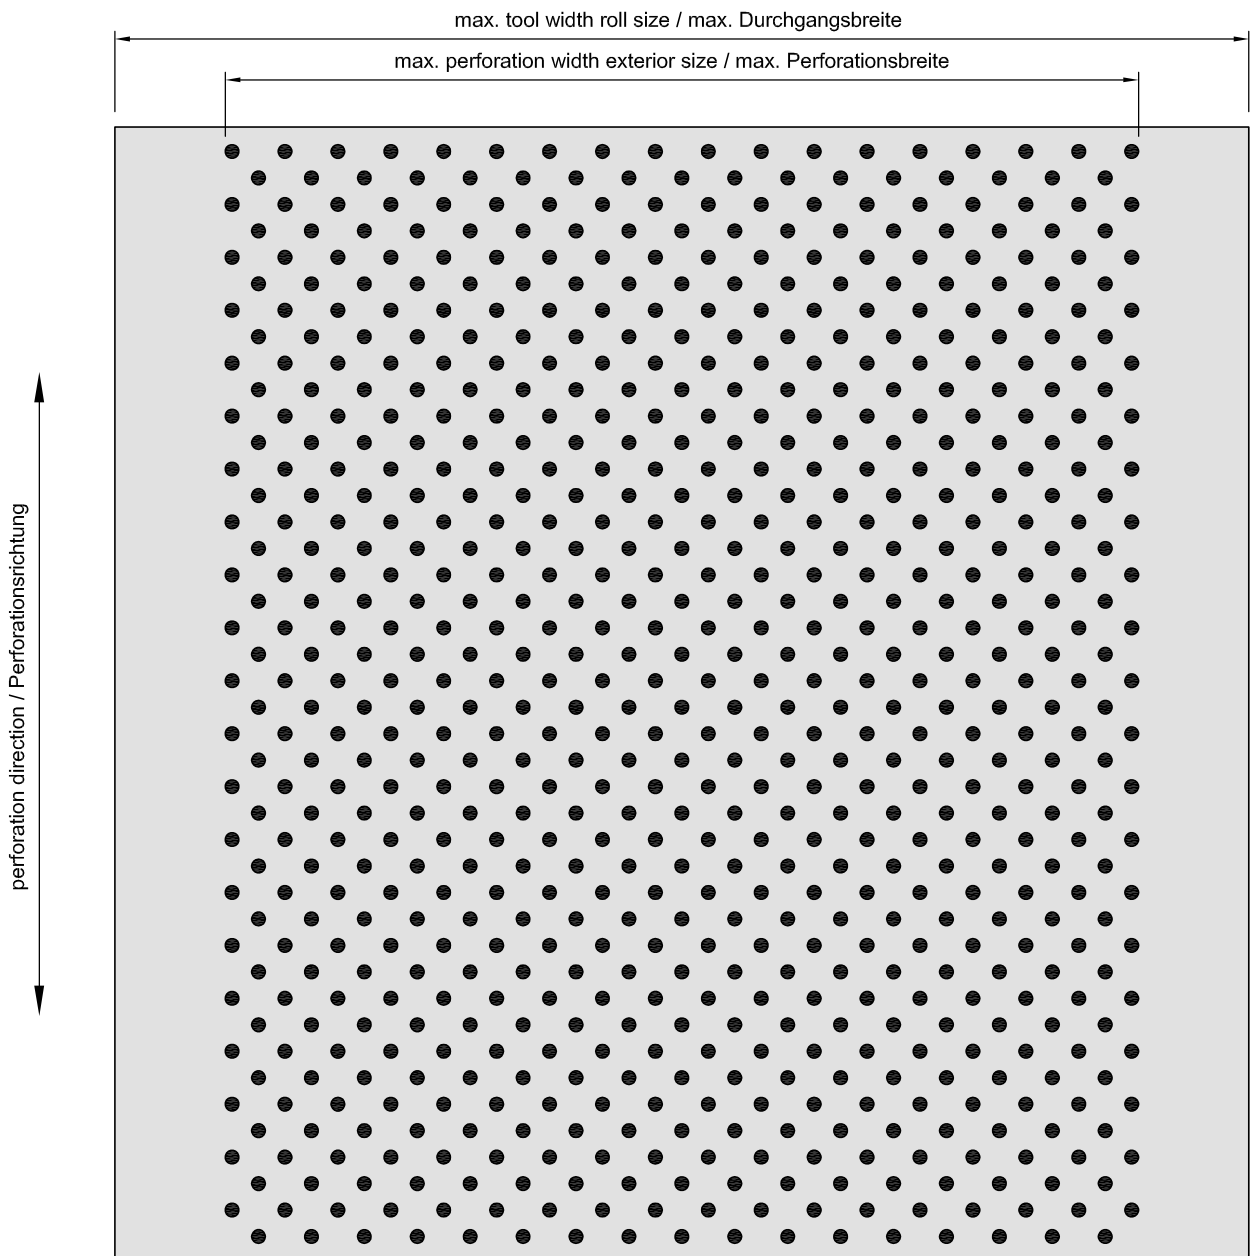 max. tool width roll size / max. Durchgangsbreite
max. perforation width exterior size / max. Perforationsbreite
perforation direction / Perforationsrichtung